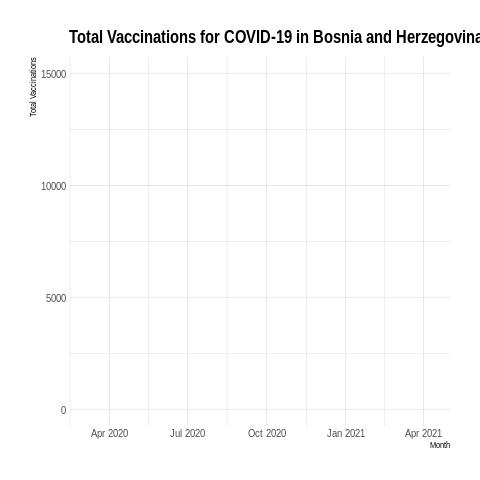 Total Vaccinations for COVID-19 in Bosnia and Herzegovina
Total Vaccinations
15000
10000
5000
0
Apr 2020
Jul 2020
Oct 2020
Jan 2021
Apr 2021
Month